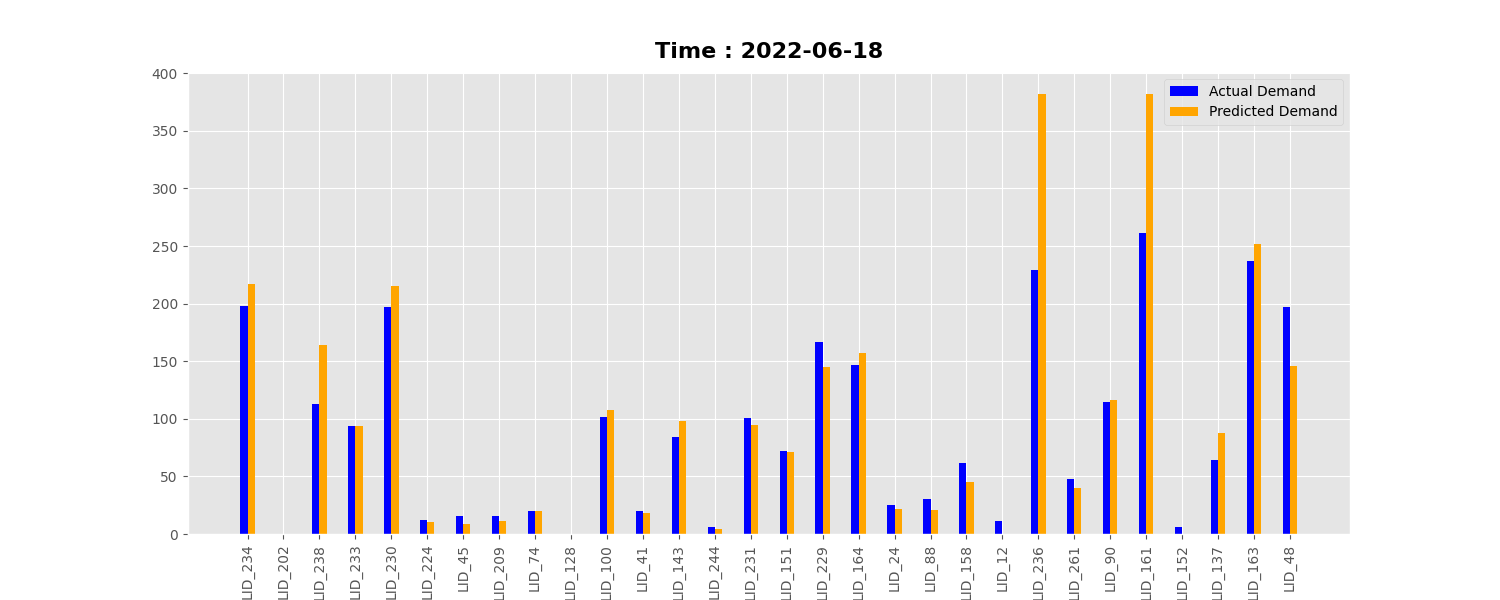 Time : 2022-06-18
400
350
300
250
200
150
100
50
0
Actual Demand
Predicted Demand
LID_234
LID_202
LID_238
LID_233
LID_230
LID_224
LID_45
LID_209
LID_74
LID_128
LID_100
LID_41
LID_143
LID_244
LID_231
LID_151
LID_229
LID_164
LID_24
LID_88
LID_158
LID_12
LID_236
LID_261
LID_90
LID_161
LID_152
LID_137
LID_163
LID_48